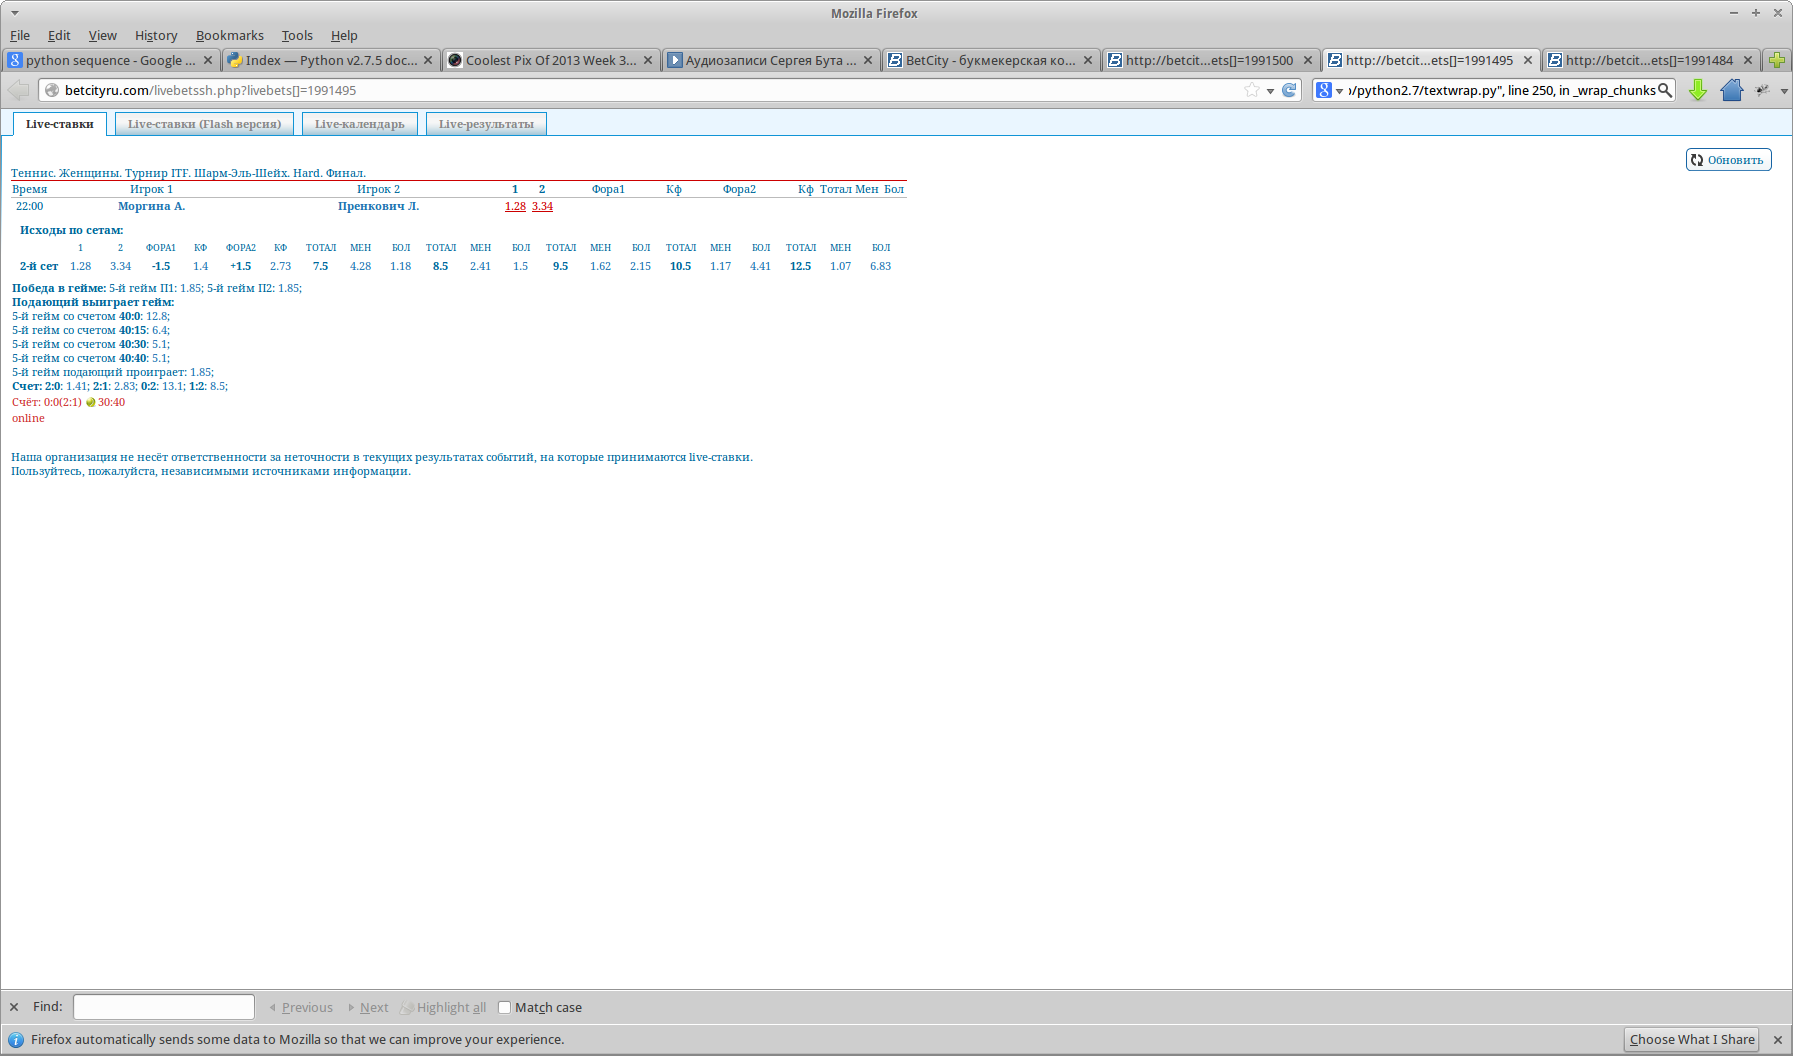 Mozilla Firefox
File Edit View History Bookmarks Tools Help
python sequence - Google ... Index — Python v2.7.5 doc... Coolest Pix Of 2013 Week 3... Аудиозаписи Сергея Бута ... BetCity - букмекерская ко... http://betcit...ets[]=1991500 http://betcit...ets[]=1991495 http://betcit...ets[]=1991484
betcityru.com/livebetssh.php?livebets[]=1991495 /python2.7/textwrap.py", line 250, in _wrap_chunks
Live-ставки Live-ставки (Flash версия) Live-календарь Live-результаты
Обновить
Теннис. Женщины. Турнир ITF. Шарм-Эль-Шейх. Hard. Финал.
Время Игрок 1 Игрок 2 1 2 Фора1 Кф Фора2 Кф Тотал Мен Бол
22:00 Моргина А. Пренкович Л. 1.28 3.34
Исходы по сетам:
1 2 ФОРА1 КФ ФОРА2 КФ ТОТАЛ МЕН БОЛ ТОТАЛ МЕН БОЛ ТОТАЛ МЕН БОЛ ТОТАЛ МЕН БОЛ ТОТАЛ МЕН БОЛ
2-й сет 1.28 3.34 -1.5 1.4 +1.5 2.73 7.5 4.28 1.18 8.5 2.41 1.5 9.5 1.62 2.15 10.5 1.17 4.41 12.5 1.07 6.83
Победа в гейме: 5-й гейм П1: 1.85; 5-й гейм П2: 1.85;
Подающий выиграет гейм:
5-й гейм со счетом 40:0: 12.8;
5-й гейм со счетом 40:15: 6.4;
5-й гейм со счетом 40:30: 5.1;
5-й гейм со счетом 40:40: 5.1;
5-й гейм подающий проиграет: 1.85;
Счет: 2:0: 1.41; 2:1: 2.83; 0:2: 13.1; 1:2: 8.5;
Счёт: 0:0(2:1) 30:40
online
Наша организация не несёт ответственности за неточности в текущих результатах событий, на которые принимаются live-ставки.
Пользуйтесь, пожалуйста, независимыми источниками информации.
Find: Previous Next Highlight all Match case
Firefox automatically sends some data to Mozilla so that we can improve your experience. Choose What I Share